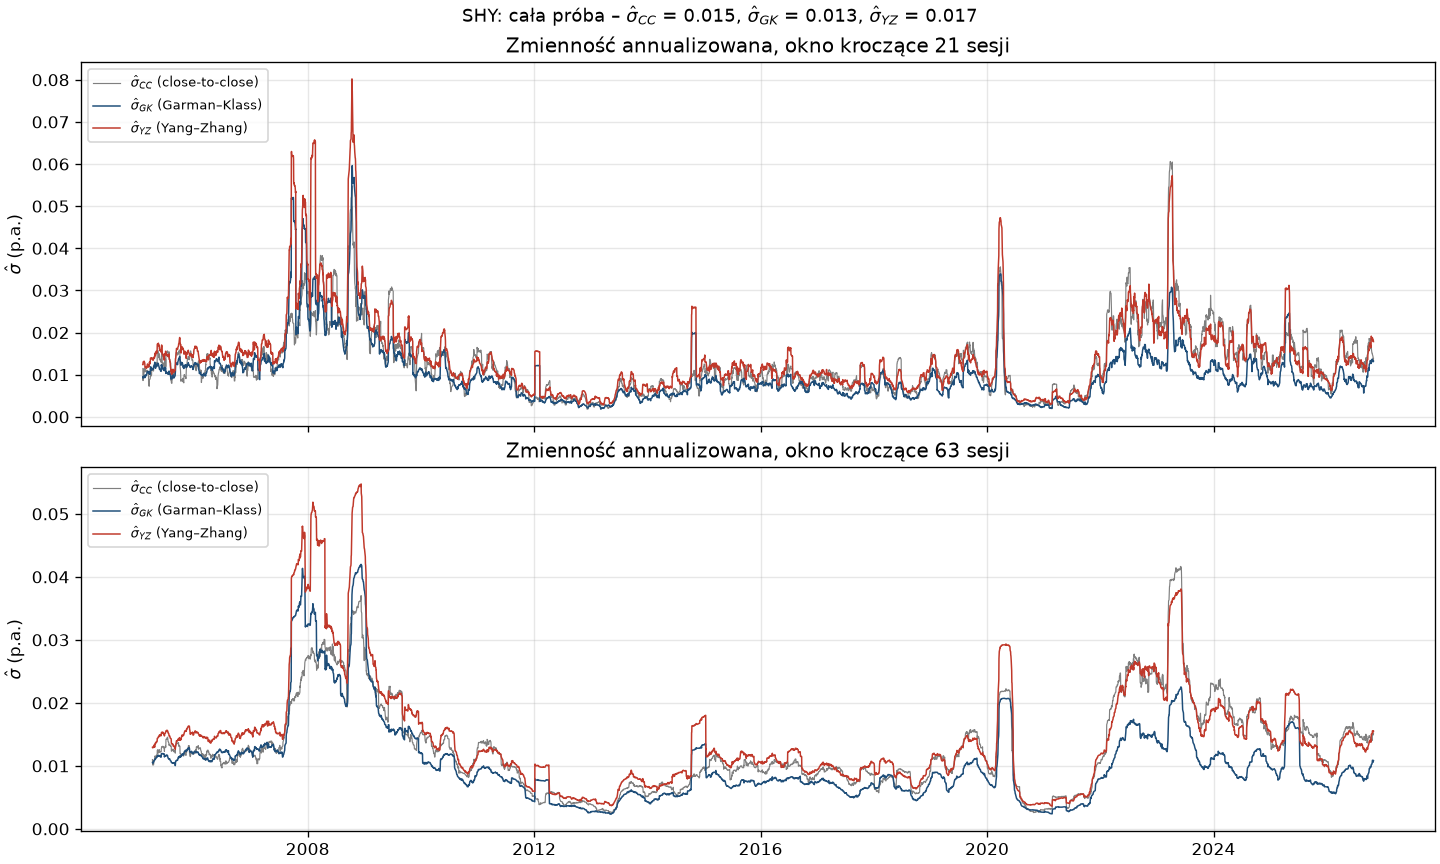 SHY: cała próba – σ̂CC = 0.015, σ̂GK = 0.013, σ̂YZ = 0.017
Zmienność annualizowana, okno kroczące 21 sesji
σ̂CC (close-to-close)
σ̂GK (Garman–Klass)
σ̂YZ (Yang–Zhang)
σ̂ (p.a.)
0.08
0.07
0.06
0.05
0.04
0.03
0.02
0.01
0.00
Zmienność annualizowana, okno kroczące 63 sesji
σ̂CC (close-to-close)
σ̂GK (Garman–Klass)
σ̂YZ (Yang–Zhang)
σ̂ (p.a.)
0.05
0.04
0.03
0.02
0.01
0.00
2008 2012 2016 2020 2024